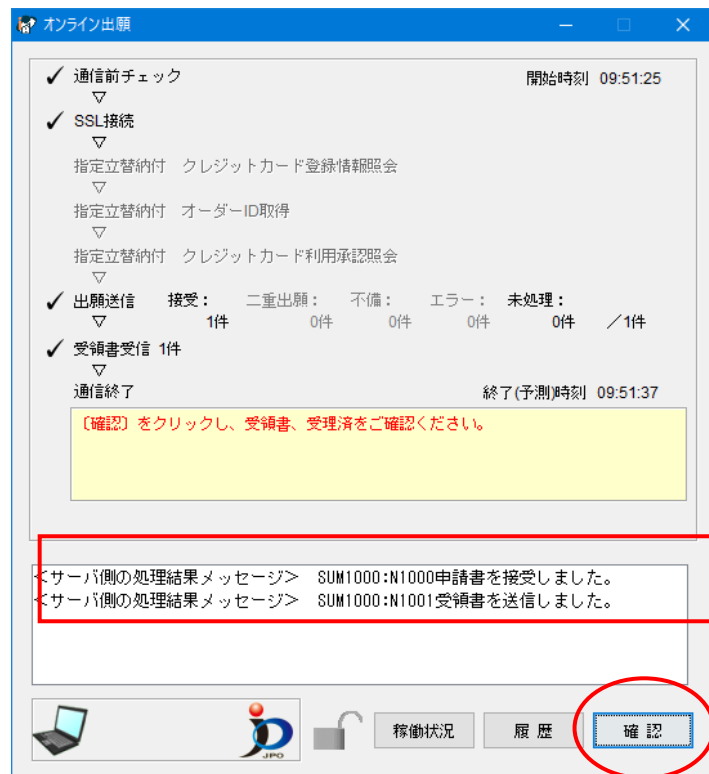 オンライン出願
通信前チェック 開始時刻 09:51:25
▽
SSL接続
▽
指定立替納付 クレジットカード登録情報照会
▽
指定立替納付 オーダーID取得
▽
指定立替納付 クレジットカード利用承認照会
▽
出願送信 接受: 二重出願: 不備: エラー: 未処理:
▽ 1件 0件 0件 0件 0件 /1件
受領書受信 1件
▽
通信終了 終了(予測)時刻 09:51:37
〔確認〕をクリックし、受領書、受理済をご確認ください。
<サーバ側の処理結果メッセージ> SUM1000:N1000申請書を接受しました。
<サーバ側の処理結果メッセージ> SUM1000:N1001受領書を送信しました。
JPO 稼働状況 履歴 確認